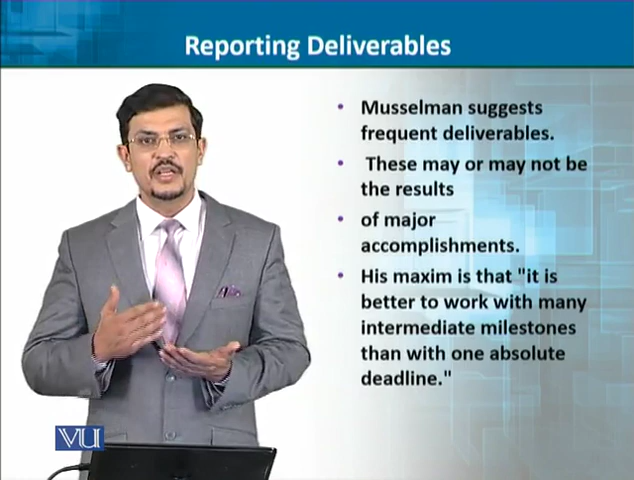 Reporting Deliverables
• Musselman suggests
frequent deliverables.
• These may or may not be
the results
• of major
accomplishments.
• His maxim is that "it is
better to work with many
intermediate milestones
than with one absolute
deadline."
VU